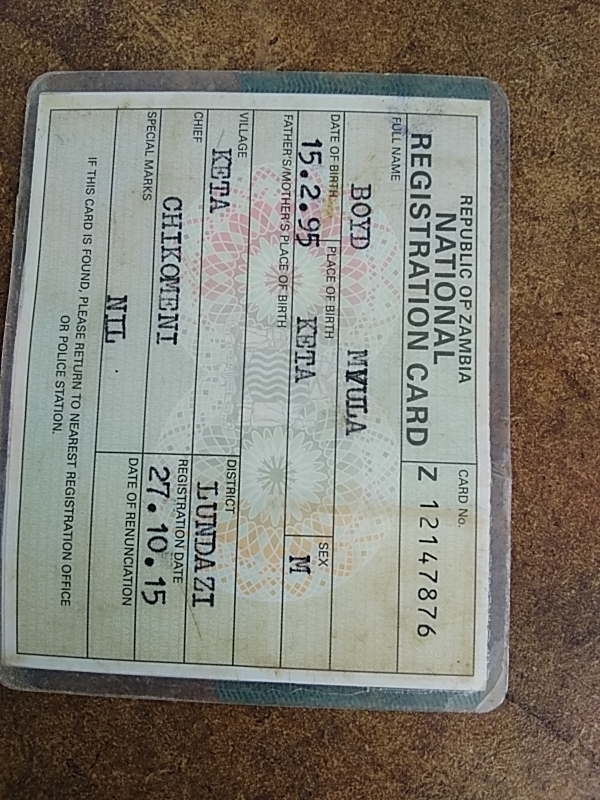 REPUBLIC OF ZAMBIA
NATIONAL
REGISTRATION CARD
CARD No.
Z 12147876
FULL NAME
BOYD MVULA
DATE OF BIRTH PLACE OF BIRTH SEX
15.2.95 KETA M
FATHER'S/MOTHER'S PLACE OF BIRTH
VILLAGE DISTRICT
KETA LUNDAZI
CHIEF REGISTRATION DATE
CHIKOMENI 27.10.15
SPECIAL MARKS DATE OF RENUNCIATION
NIL
IF THIS CARD IS FOUND, PLEASE RETURN TO NEAREST REGISTRATION OFFICE
OR POLICE STATION.